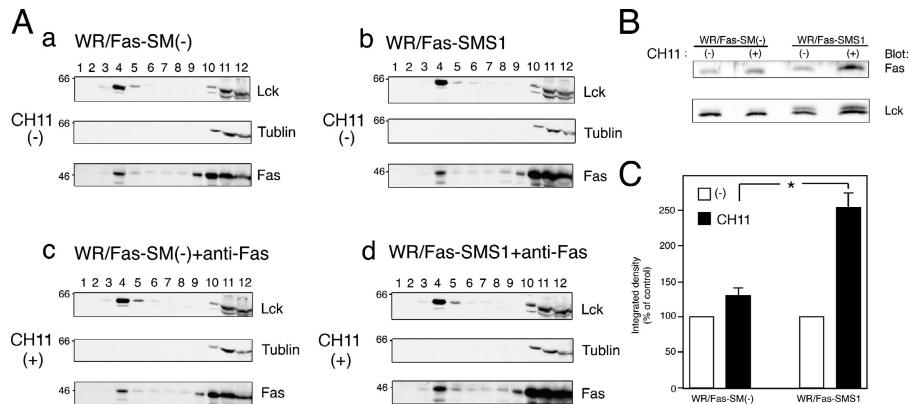 A
a WR/Fas-SM(-)
1 2 3 4 5 6 7 8 9 10 11 12
66
Lck
CH11
(-)
66
Tublin
46
Fas
b WR/Fas-SMS1
1 2 3 4 5 6 7 8 9 10 11 12
66
Lck
CH11
(-)
66
Tublin
46
Fas
c WR/Fas-SM(-)+anti-Fas
1 2 3 4 5 6 7 8 9 10 11 12
66
Lck
CH11
(+)
66
Tublin
46
Fas
d WR/Fas-SMS1+anti-Fas
1 2 3 4 5 6 7 8 9 10 11 12
66
Lck
CH11
(+)
66
Tublin
46
Fas
B
WR/Fas-SM(-) WR/Fas-SMS1
CH11 : (-) (+) (-) (+) Blot:
Fas
Lck
C
(-)
CH11
*
250
200
150
100
50
0
Integrated density
(% of control)
WR/Fas-SM(-) WR/Fas-SMS1